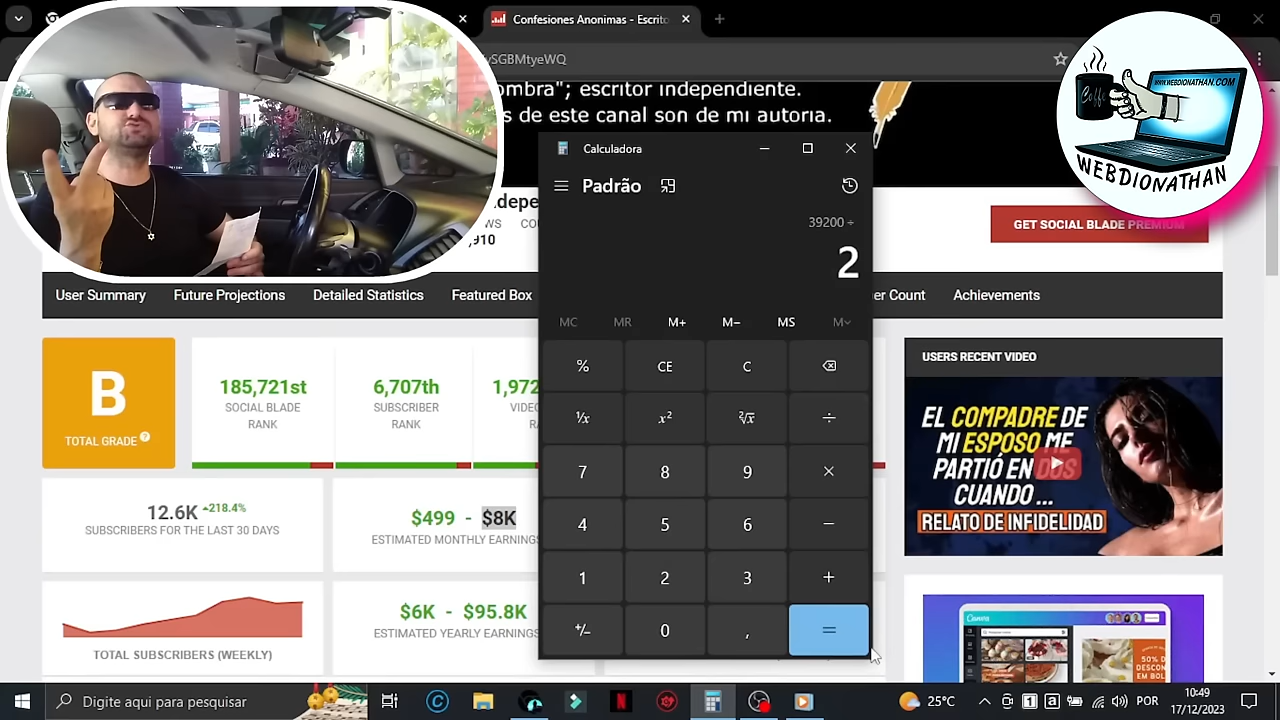 Confesiones Anonimas - Escrito
SGBMtyeWQ
ombra"; escritor independiente.
s de este canal son de mi autoria.
WWW.WEBDIONATHAN.COM
Coffe
WEBDIONATHAN
Calculadora
Padrão
39200 ÷
2
MC MR M+ M− MS M
% CE C
¹/x x² ²√x ÷
7 8 9 ×
4 5 6 −
1 2 3 +
+/− 0 , =
,910
GET SOCIAL BLADE PREMIUM
User Summary Future Projections Detailed Statistics Featured Box er Count Achievements
B
TOTAL GRADE
185,721st
SOCIAL BLADE
RANK
6,707th
SUBSCRIBER
RANK
1,972
VIDE
RA
12.6K 218.4%
SUBSCRIBERS FOR THE LAST 30 DAYS
$499 - $8K
ESTIMATED MONTHLY EARNINGS
TOTAL SUBSCRIBERS (WEEKLY)
$6K - $95.8K
ESTIMATED YEARLY EARNINGS
USERS RECENT VIDEO
EL COMPADRE DE
MI ESPOSO ME
PARTIÓ EN DOS
CUANDO ...
RELATO DE INFIDELIDAD
Canva
50%
Digite aqui para pesquisar
25°C
POR
10:49
17/12/2023